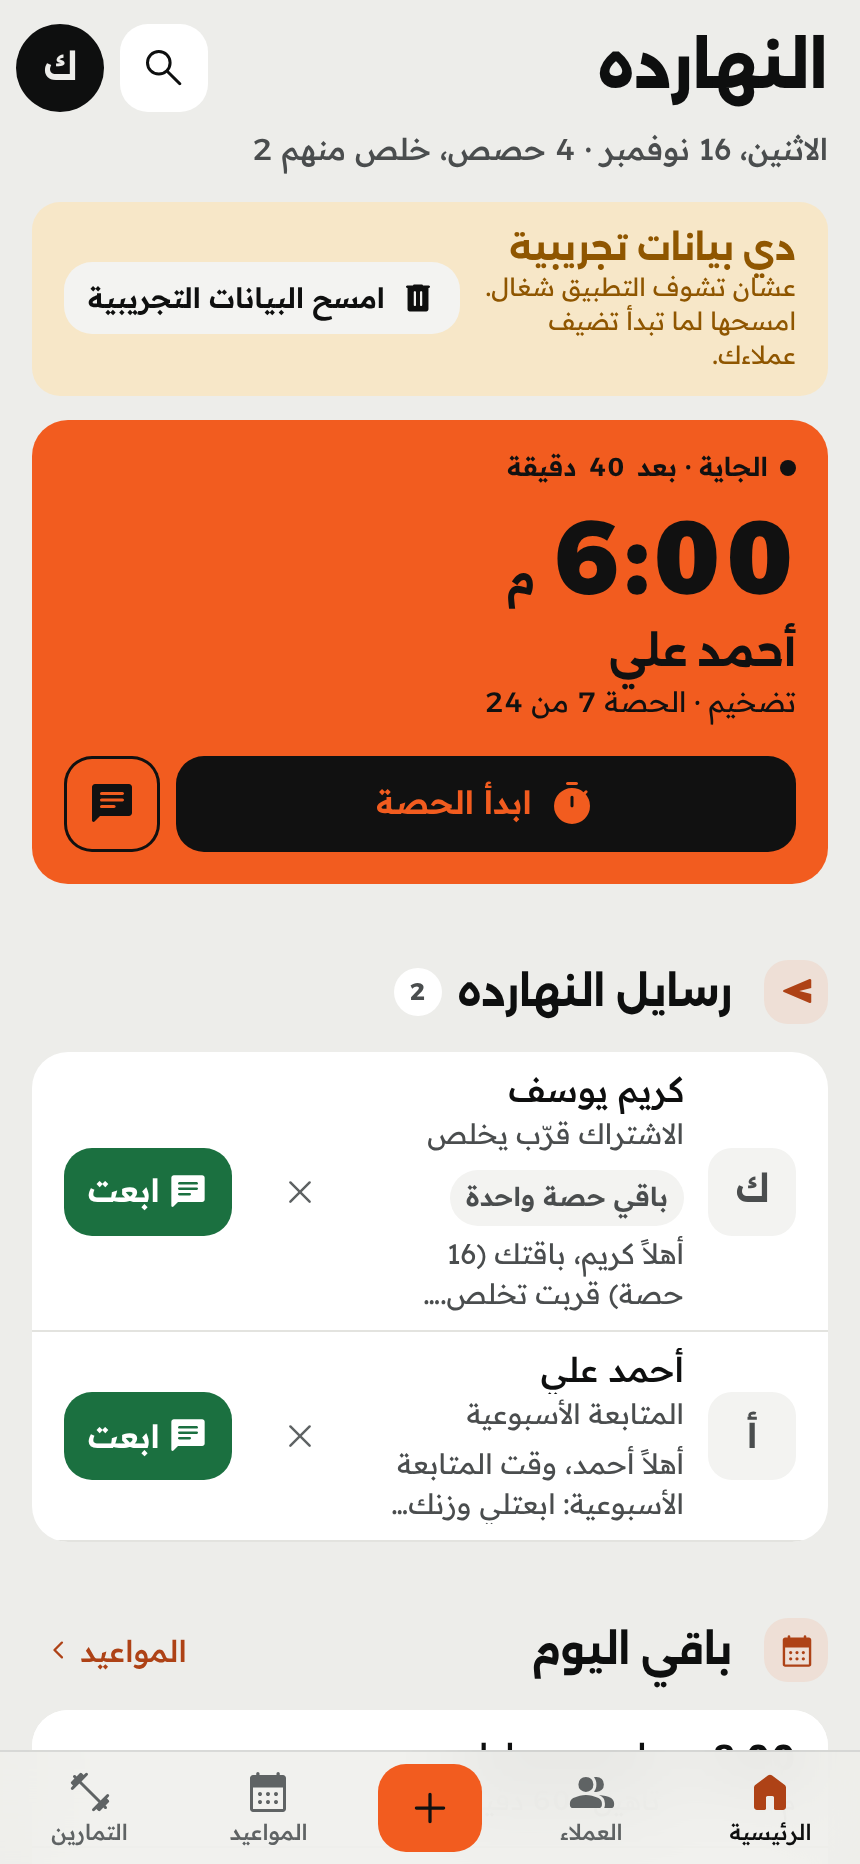 النهارده
ك
الاثنين، 16 نوفمبر · 4 حصص، خلص منهم 2
دي بيانات تجريبية
عشان تشوف التطبيق شغال.
امسحها لما تبدأ تضيف
عملاءك.
امسح البيانات التجريبية
الجاية · بعد 40 دقيقة
6:00 م
أحمد علي
تضخيم · الحصة 7 من 24
ابدأ الحصة
رسايل النهارده 2
ك
كريم يوسف
الاشتراك قرّب يخلص
باقي حصة واحدة
أهلاً كريم، باقتك (16
حصة) قربت تخلص....
ابعت
أ
أحمد علي
المتابعة الأسبوعية
أهلاً أحمد، وقت المتابعة
الأسبوعية: ابعتلي وزنك...
ابعت
باقي اليوم
المواعيد
الرئيسية
العملاء
المواعيد
التمارين